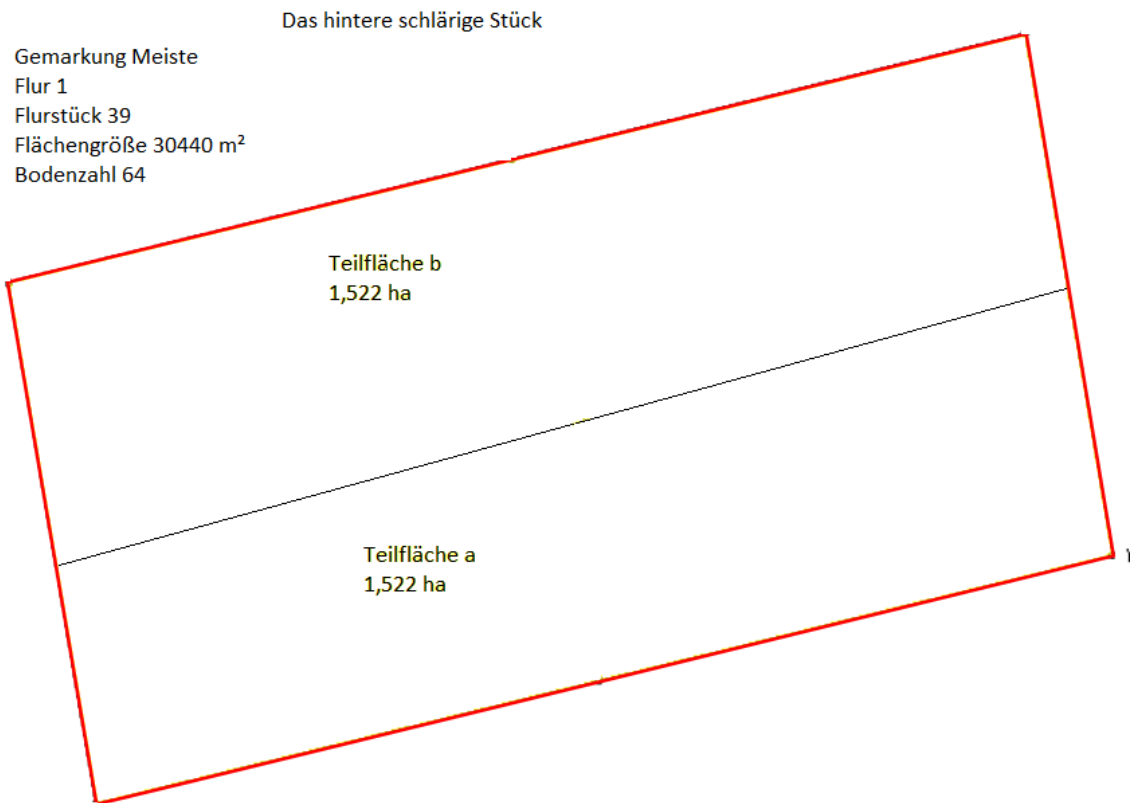 Das hintere schlärige Stück
Gemarkung Meiste
Flur 1
Flurstück 39
Flächengröße 30440 m²
Bodenzahl 64
Teilfläche b
1,522 ha
Teilfläche a
1,522 ha